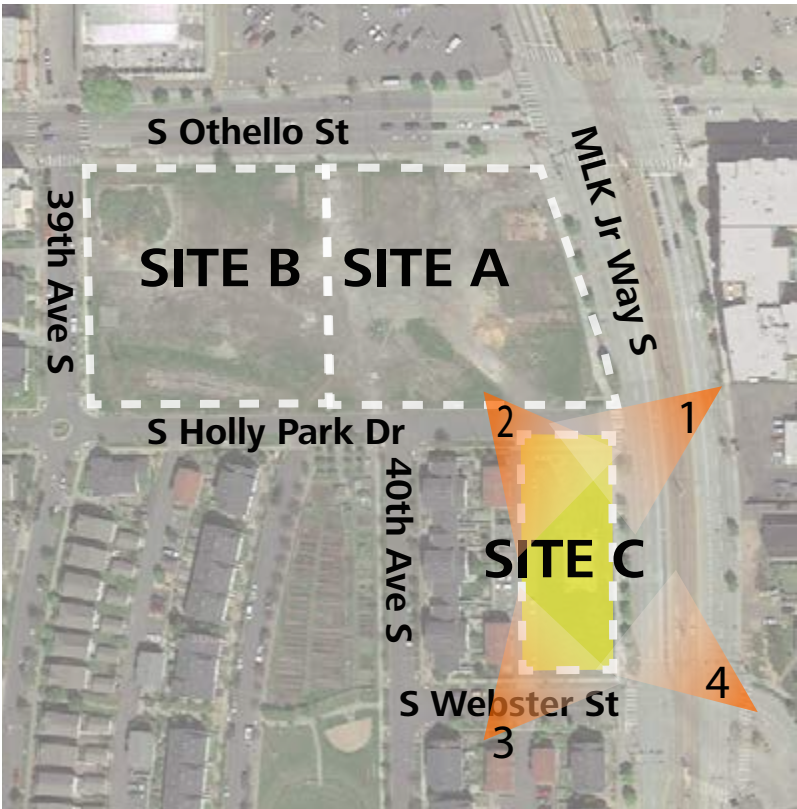 S Othello St
MLK Jr Way S
39th Ave S
SITE B
SITE A
1
2
S Holly Park Dr
40th Ave S
SITE C
4
S Webster St
3